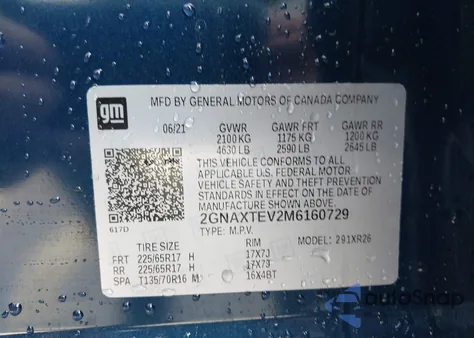 gm
MFD BY GENERAL MOTORS OF CANADA COMPANY
06/21 GVWR GAWR FRT GAWR RR
2100 KG 1175 KG 1200 KG
4630 LB 2590 LB 2645 LB
THIS VEHICLE CONFORMS TO ALL
APPLICABLE U.S. FEDERAL MOTOR
VEHICLE SAFETY AND THEFT PREVENTION
STANDARDS IN EFFECT ON THE DATE OF
MANUFACTURE SHOWN ABOVE.
617D
2GNAXTEV2M6160729
TYPE: M.P.V. MODEL: 291XR26
TIRE SIZE RIM
FRT 225/65R17 H 17X7J
RR 225/65R17 H 17X7J
SPA T135/70R16 M 16X4BT
autoSnap